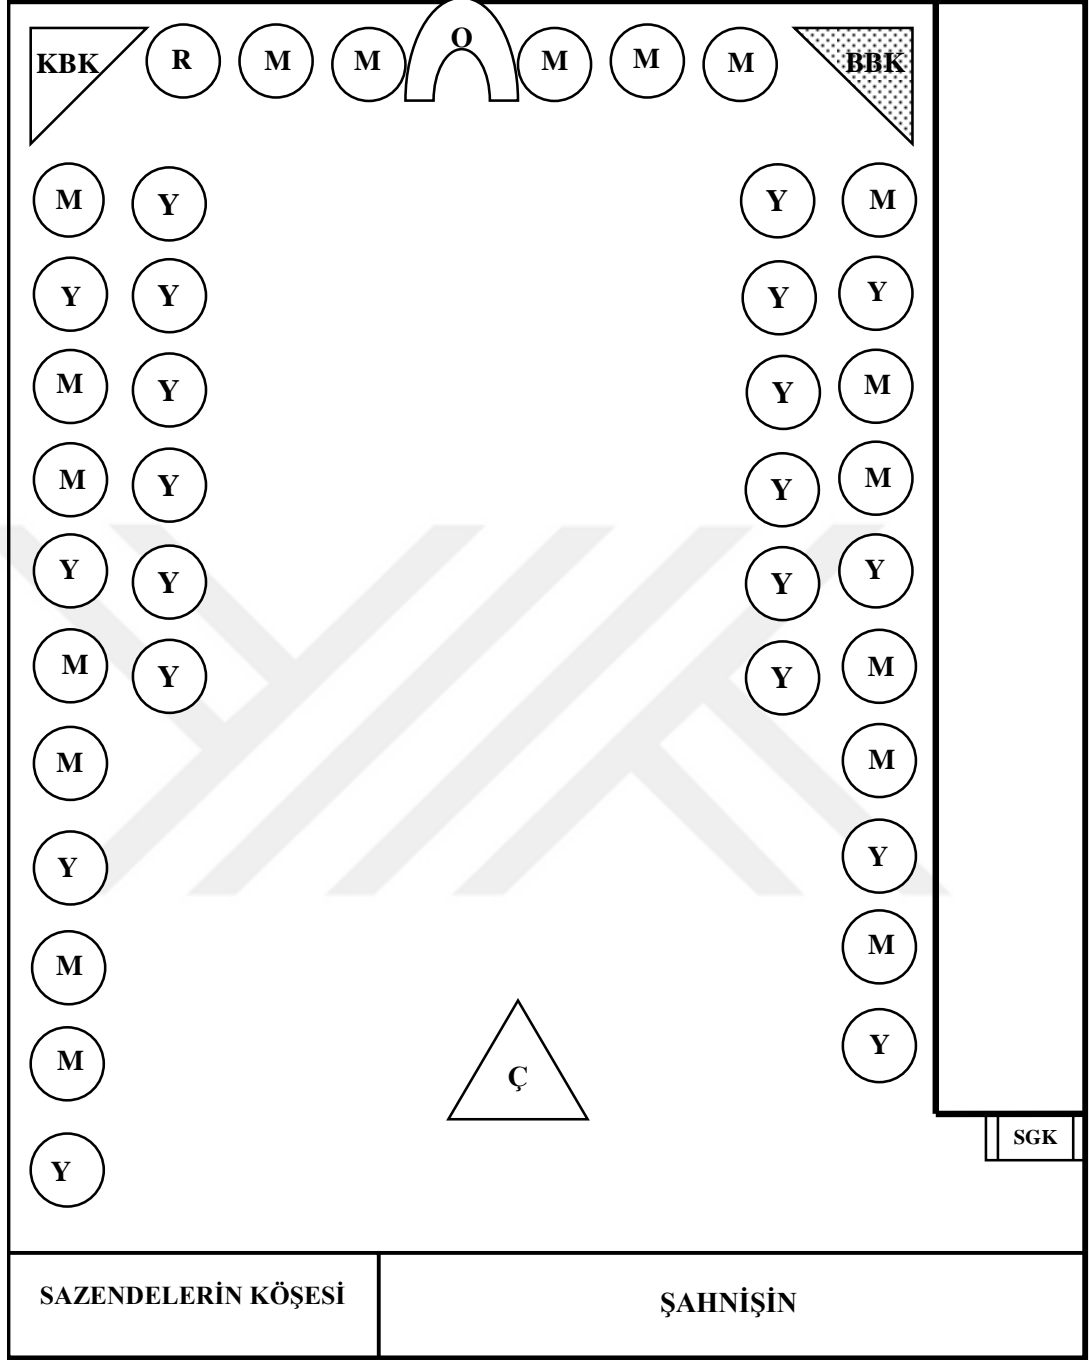 KBK R M M O M M M BBK
M Y Y M
Y Y Y Y
M Y Y M
M Y Y M
Y Y Y Y
M Y Y M
M M
Y Y
M M
M Ç Y
SGK
Y
SAZENDELERİN KÖŞESİ ŞAHNİŞİN